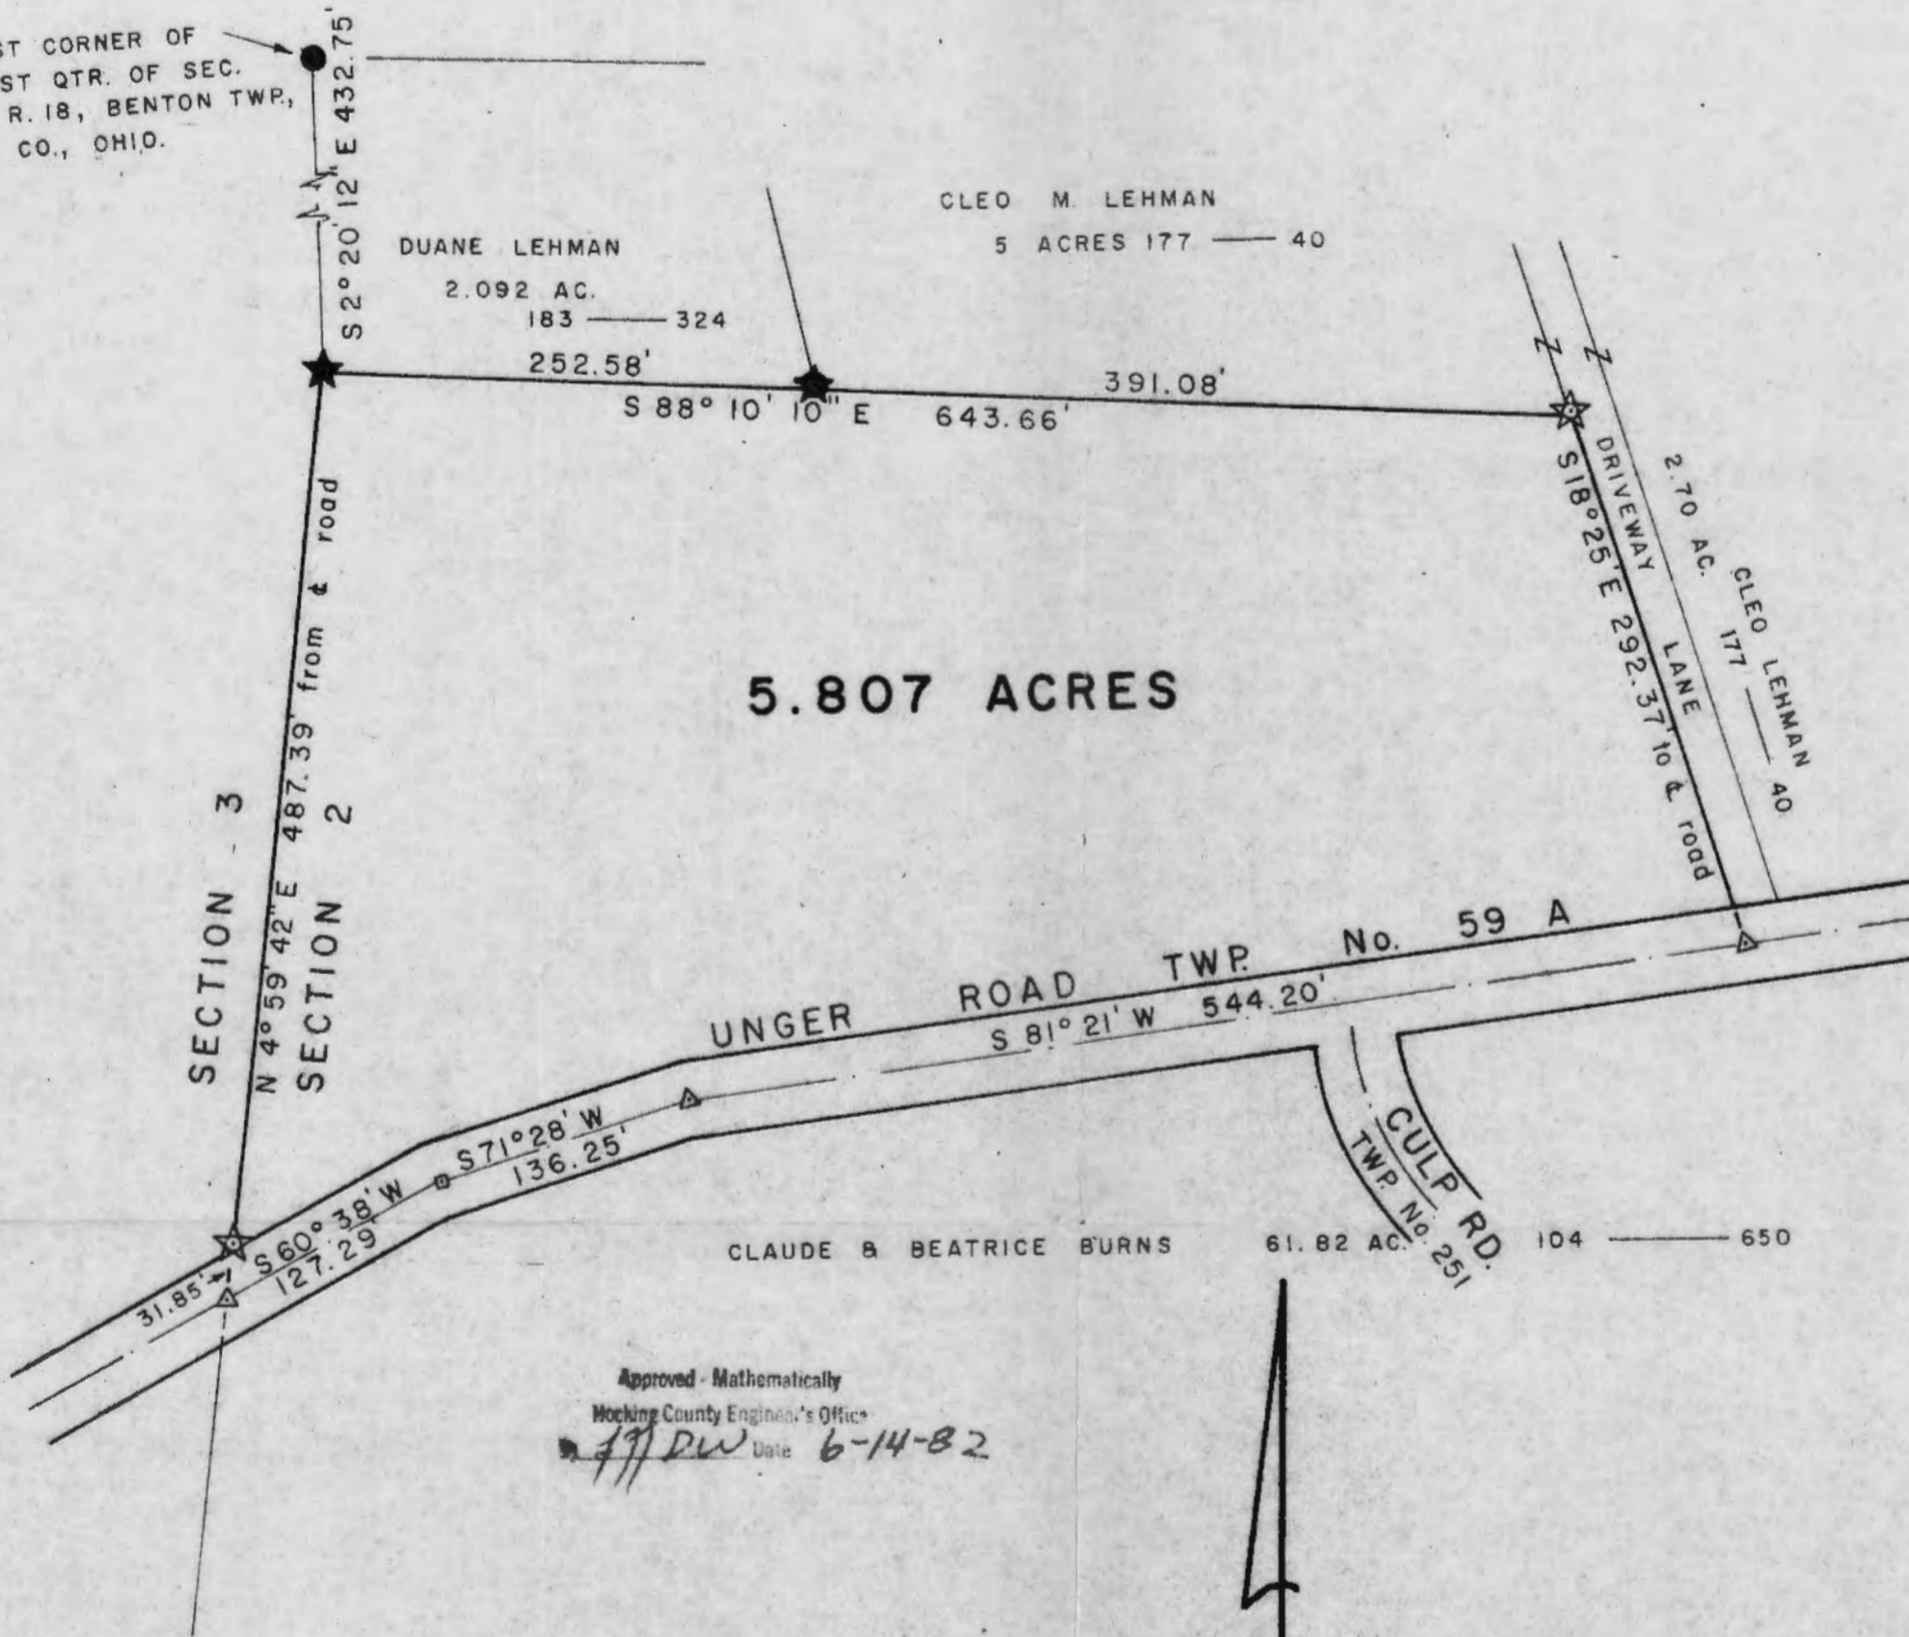 ST CORNER OF
ST QTR. OF SEC.
R. 18, BENTON TWP.,
CO., OHIO.
S 2° 20' 12" E 432.75'
DUANE LEHMAN
2.092 AC.
183 — 324
CLEO M. LEHMAN
5 ACRES 177 — 40
252.58'
391.08'
S 88° 10' 10" E 643.66'
DRIVEWAY LANE
S 18° 25' E 292.37' to ℄ road
2.70 AC.
CLEO LEHMAN
177 — 40
N 4° 59' 42" E 487.39' from ℄ road
SECTION 3
SECTION 2
5.807 ACRES
UNGER ROAD TWP. No. 59 A
S 81° 21' W 544.20'
S 71° 28' W
136.25'
S 60° 38' W
127.29'
31.85'
CULP RD.
TWP. No. 251
CLAUDE & BEATRICE BURNS 61.82 AC. 104 — 650
Approved - Mathematically
Hocking County Engineer's Office
DW Date 6-14-82